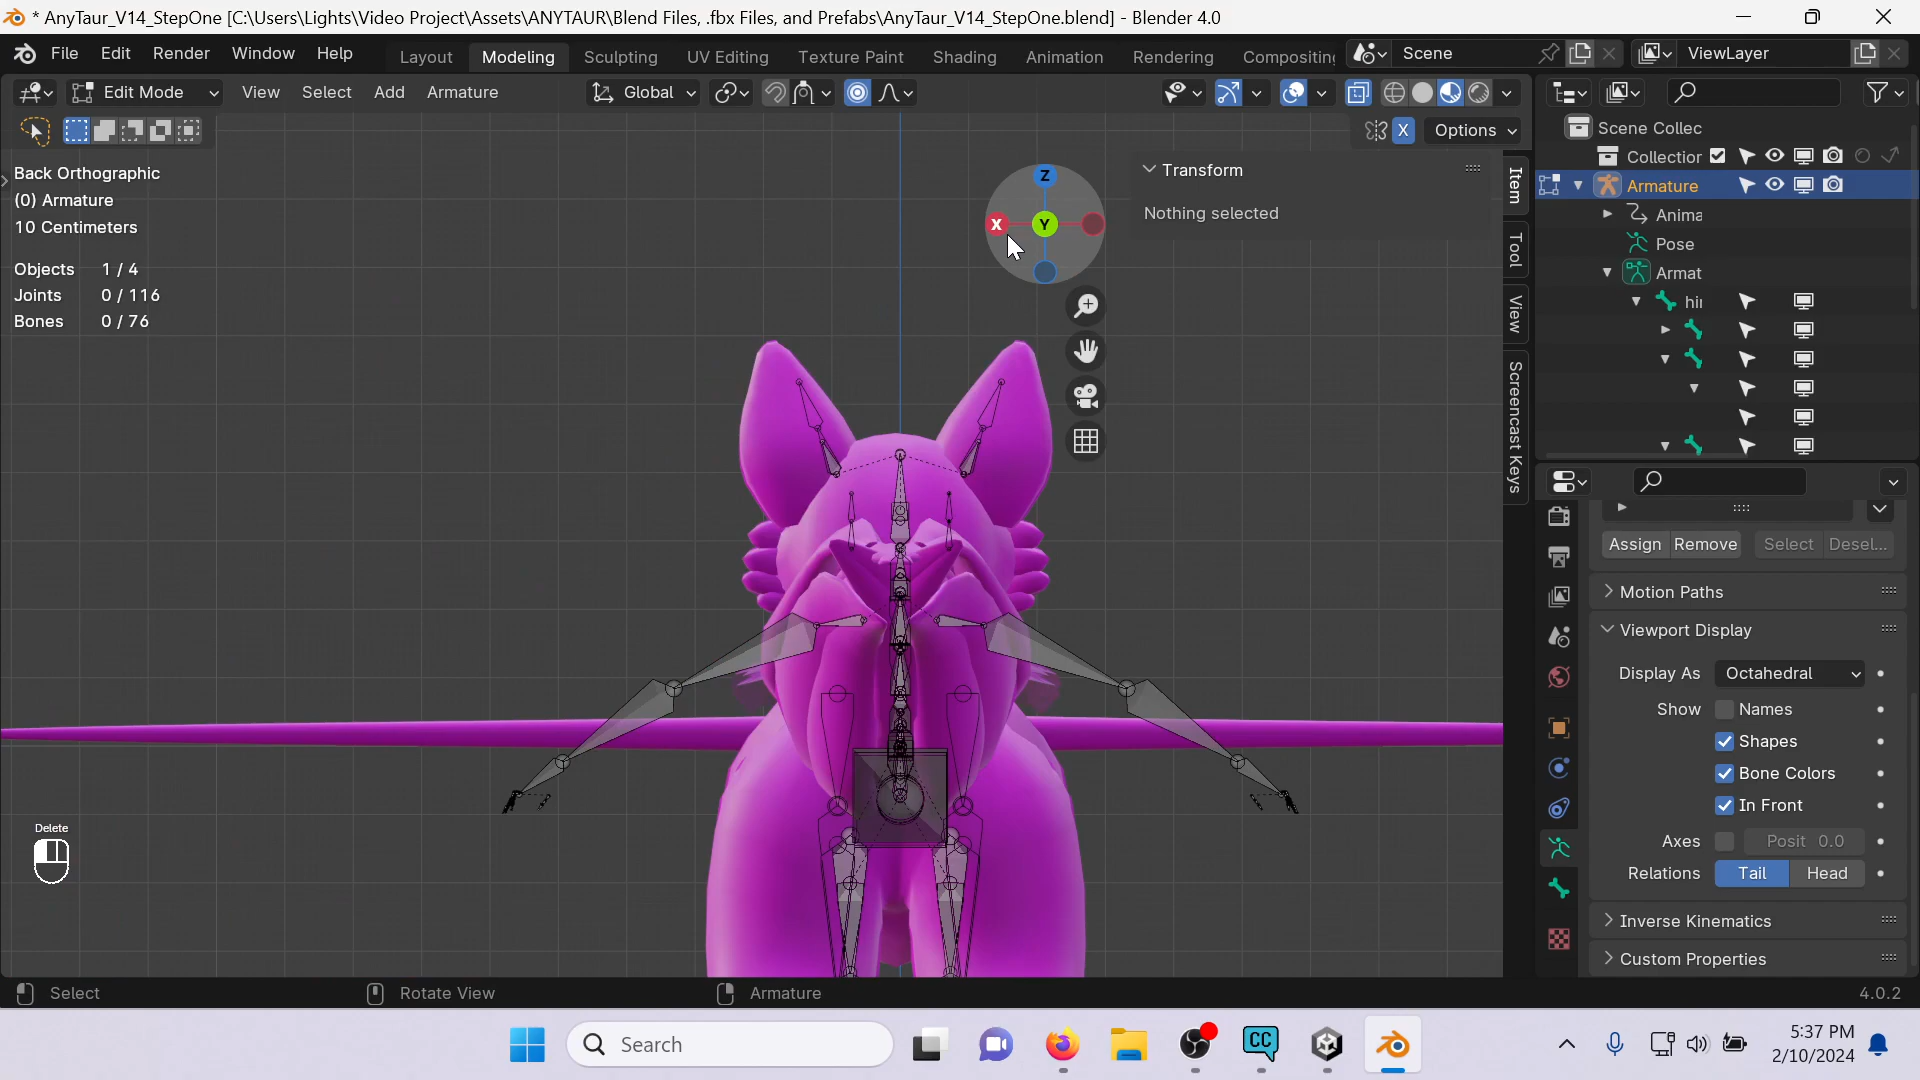 * AnyTaur_V14_StepOne [C:\Users\Lights\Video Project\Assets\ANYTAUR\Blend Files, .fbx Files, and Prefabs\AnyTaur_V14_StepOne.blend] - Blender 4.0
File Edit Render Window Help Layout Modeling Sculpting UV Editing Texture Paint Shading Animation Rendering Compositing Scene ViewLayer
Edit Mode View Select Add Armature Global
X Options
Scene Collec
Back Orthographic
(0) Armature
10 Centimeters
Objects 1 / 4
Joints 0 / 116
Bones 0 / 76
Z
X
Y
Transform
Nothing selected
Item
Tool
View
Screencast Keys
Collection
Armature
Anima
Pose
Armat
hi
Assign Remove Select Desel...
Motion Paths
Viewport Display
Display As Octahedral
Show Names
Shapes
Bone Colors
In Front
Axes Posit 0.0
Relations Tail Head
Inverse Kinematics
Custom Properties
Delete
Select Rotate View Armature 4.0.2
Search
CC
5:37 PM
2/10/2024